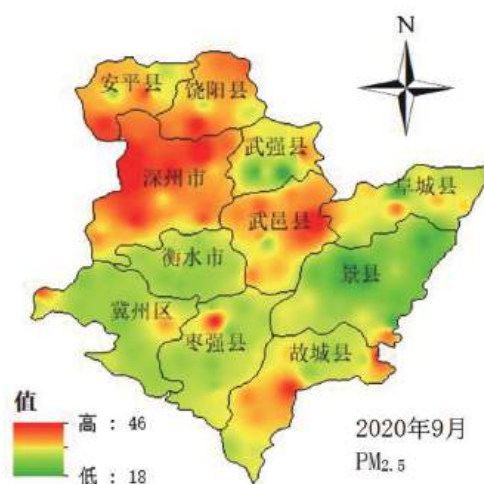 N
安平县
饶阳县
武强县
深州市
阜城县
武邑县
衡水市
景县
冀州区
枣强县
故城县
值
高：46
低：18
2020年9月
PM2.5